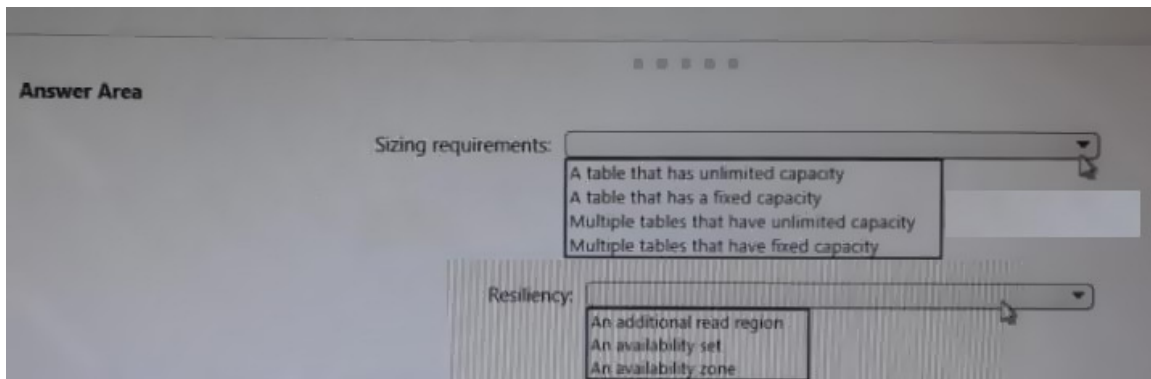 Answer Area
Sizing requirements:
A table that has unlimited capacity
A table that has a fixed capacity
Multiple tables that have unlimited capacity
Multiple tables that have fixed capacity
Resiliency:
An additional read region
An availability set
An availability zone